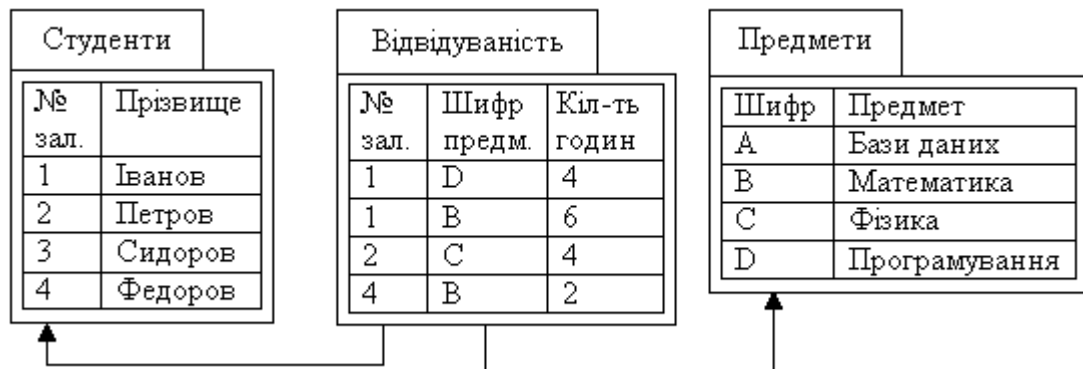 Студенти
№ зал. Прізвище
1 Іванов
2 Петров
3 Сидоров
4 Федоров
Відвідуваність
№ зал. Шифр предм. Кіл-ть годин
1 D 4
1 B 6
2 C 4
4 B 2
Предмети
Шифр Предмет
A Бази даних
B Математика
C Фізика
D Програмування